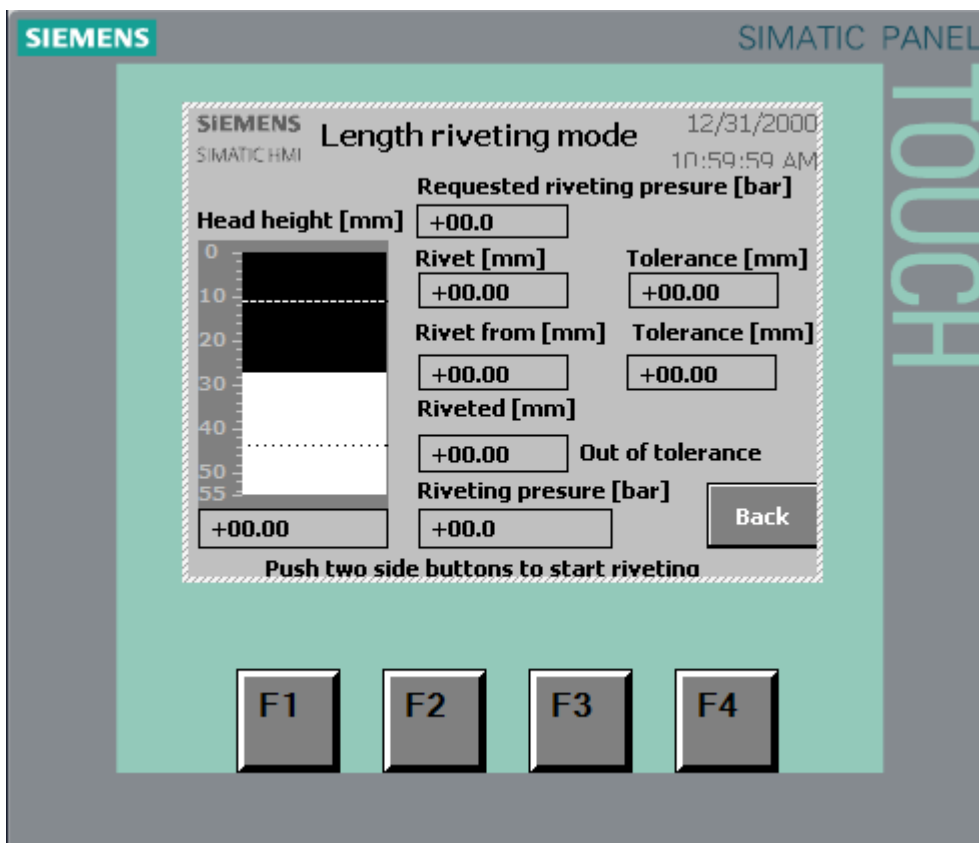 SIEMENS
SIMATIC PANEL
TOUCH
SIEMENS
SIMATIC HMI
Length riveting mode
12/31/2000
10:59:59 AM
Requested riveting presure [bar]
Head height [mm]
+00.0
0
10
20
30
40
50
55
Rivet [mm]
Tolerance [mm]
+00.00
+00.00
Rivet from [mm]
Tolerance [mm]
+00.00
+00.00
Riveted [mm]
+00.00
Out of tolerance
Riveting presure [bar]
+00.00
+00.0
Back
Push two side buttons to start riveting
F1
F2
F3
F4